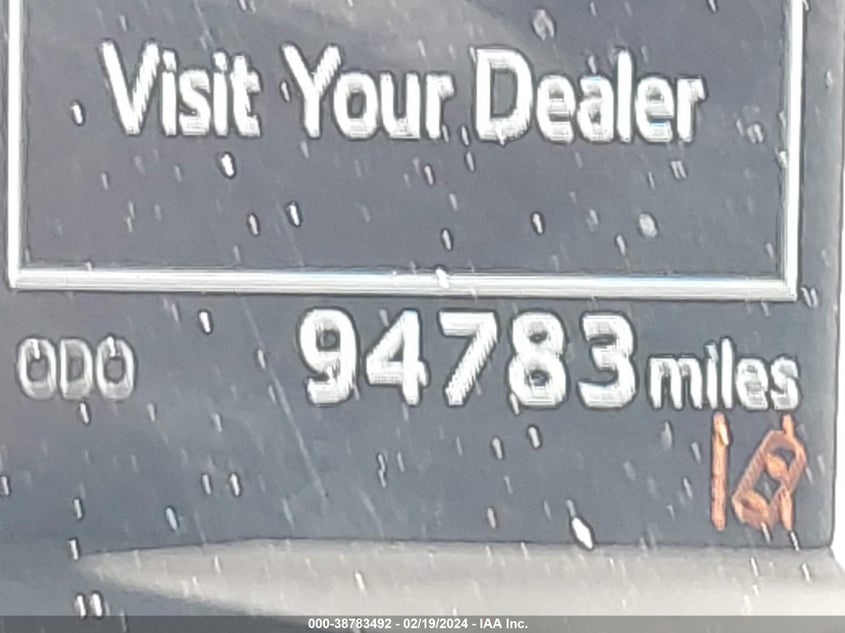 Visit Your Dealer
ODO 94783 miles
000-38783492 - 02/19/2024 - IAA Inc.